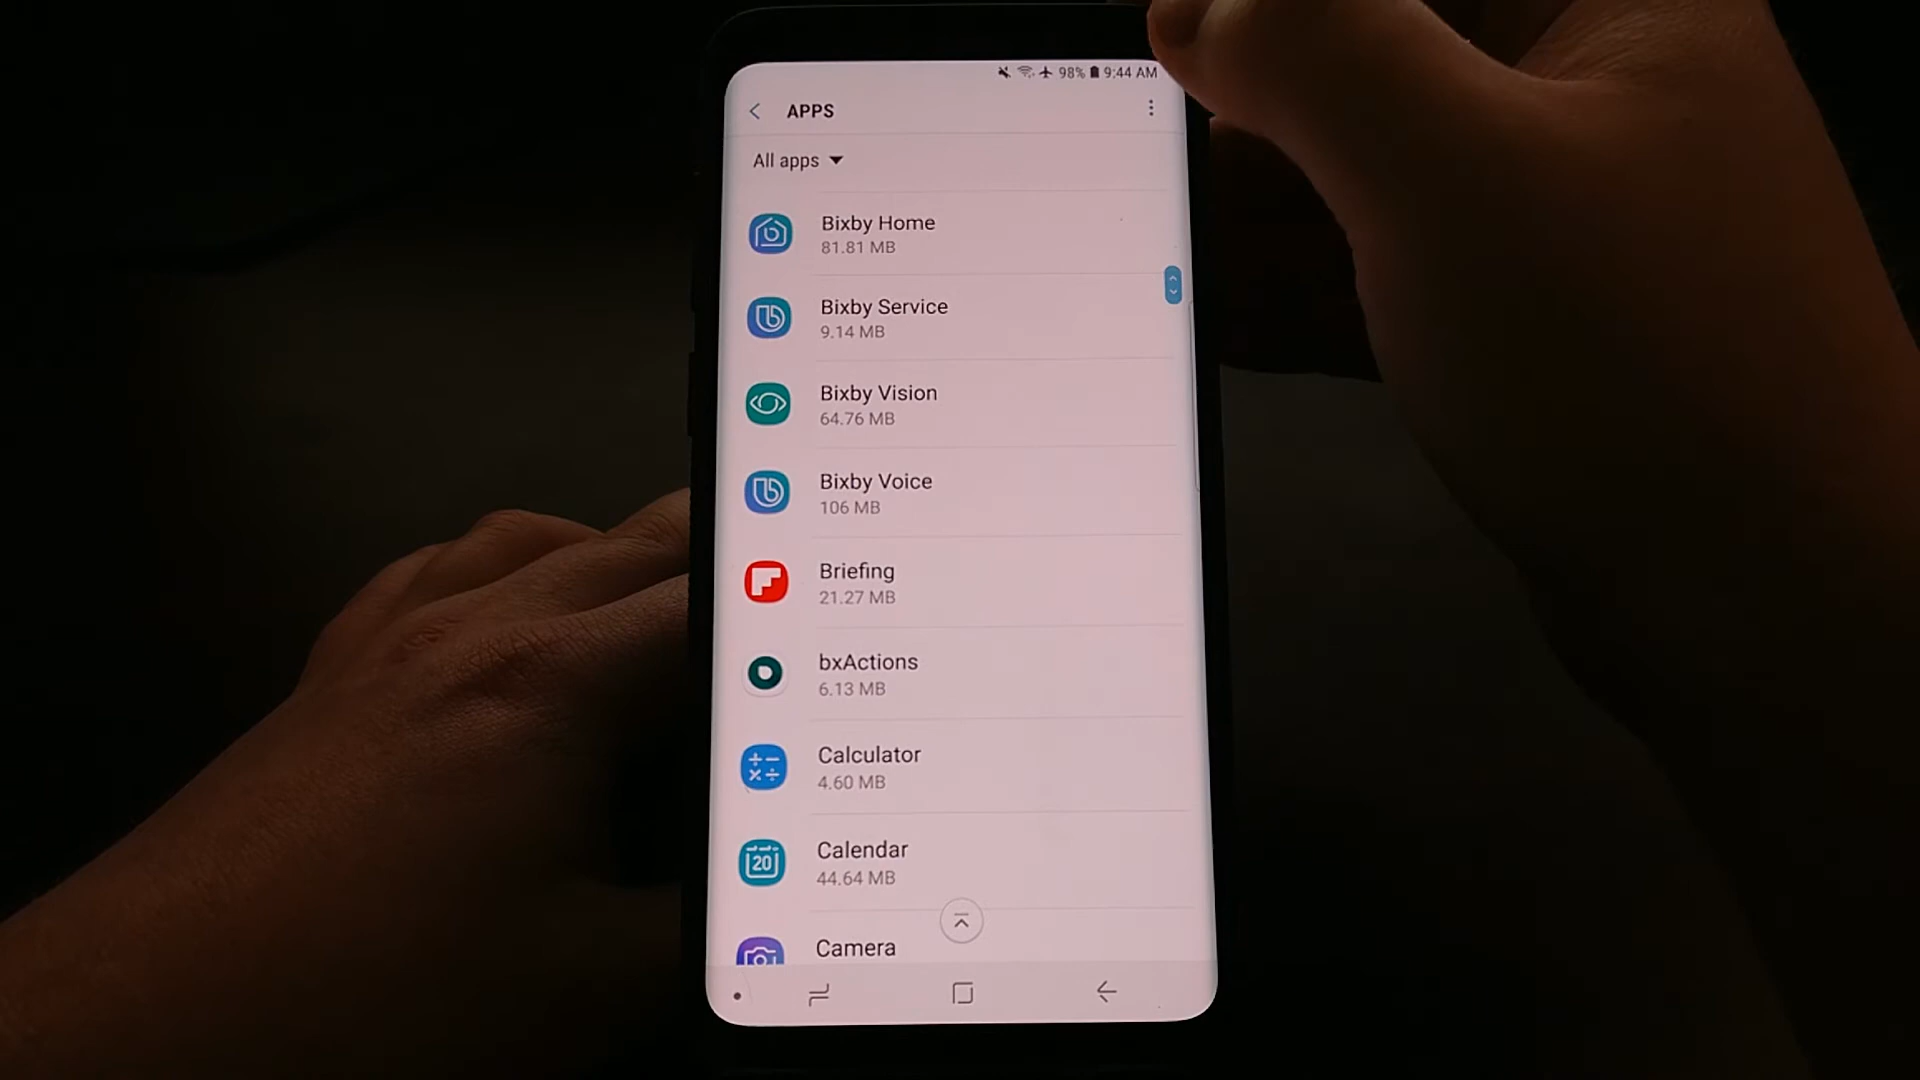 98% 9:44 AM
APPS
All apps
Bixby Home
81.81 MB
Bixby Service
9.14 MB
Bixby Vision
64.76 MB
Bixby Voice
106 MB
Briefing
21.27 MB
bxActions
6.13 MB
Calculator
4.60 MB
Calendar
20
44.64 MB
Camera